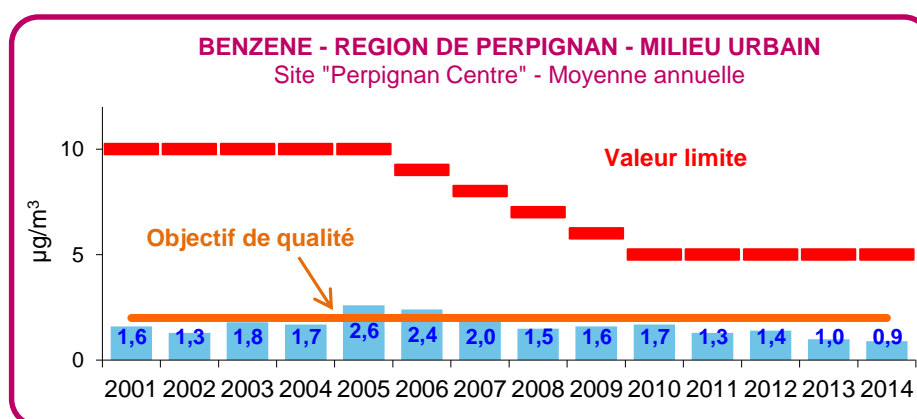 BENZENE - REGION DE PERPIGNAN - MILIEU URBAIN
Site "Perpignan Centre" - Moyenne annuelle
µg/m³
10
5
0
Valeur limite
Objectif de qualité
1,6 1,3 1,8 1,7 2,6 2,4 2,0 1,5 1,6 1,7 1,3 1,4 1,0 0,9
2001 2002 2003 2004 2005 2006 2007 2008 2009 2010 2011 2012 2013 2014